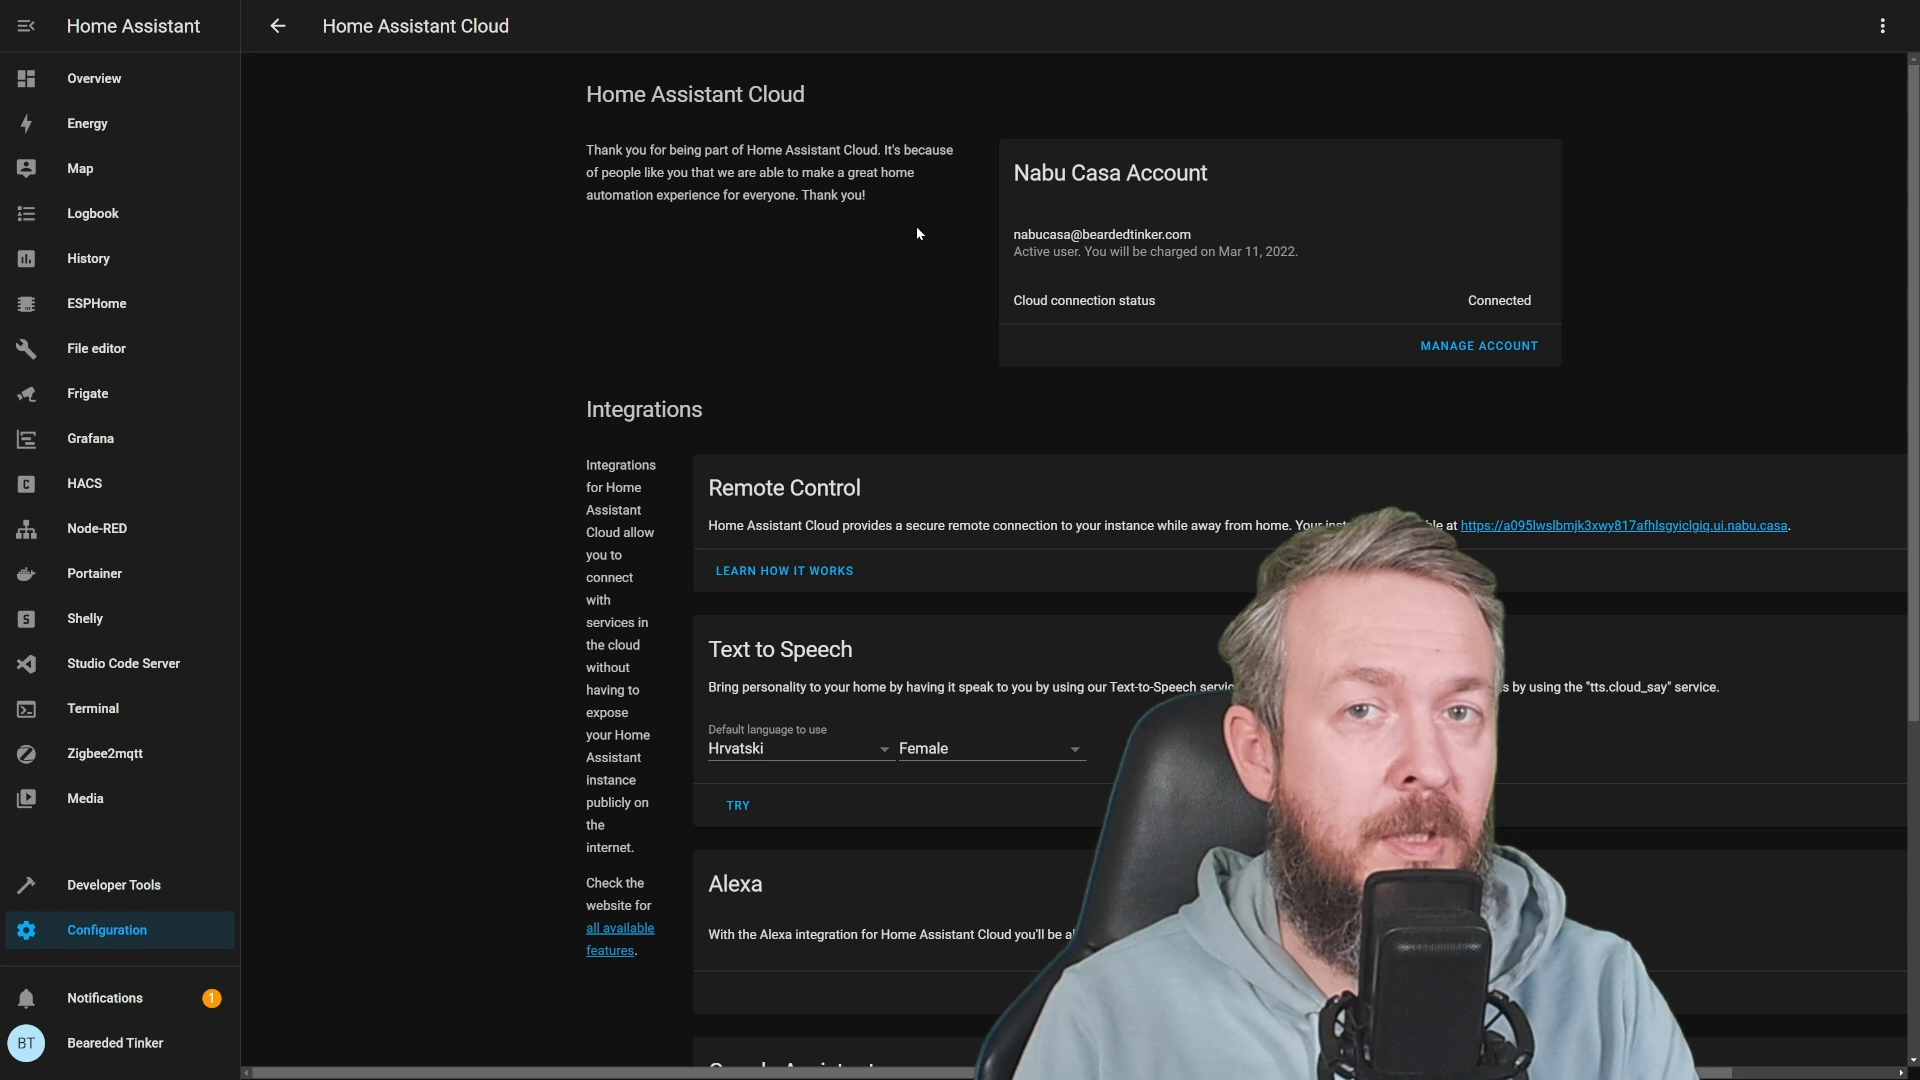 Home Assistant
Home Assistant Cloud
Overview
Energy
Map
Logbook
History
ESPHome
File editor
Frigate
Grafana
HACS
Node-RED
Portainer
Shelly
Studio Code Server
Terminal
Zigbee2mqtt
Media
Developer Tools
Configuration
Notifications
1
BT
Beareded Tinker
Home Assistant Cloud
Thank you for being part of Home Assistant Cloud. It's because
of people like you that we are able to make a great home
automation experience for everyone. Thank you!
Nabu Casa Account
nabucasa@beardedtinker.com
Active user. You will be charged on Mar 11, 2022.
Cloud connection status
Connected
MANAGE ACCOUNT
Integrations
Integrations
for Home
Assistant
Cloud allow
you to
connect
with
services in
the cloud
without
having to
expose
your Home
Assistant
instance
publicly on
the
internet.
Check the
website for
all available
features.
Remote Control
Home Assistant Cloud provides a secure remote connection to your instance while away from home. Your at https://a095lwslbmjk3xwy817afhlsgyiclgiq.ui.nabu.casa.
LEARN HOW IT WORKS
Text to Speech
Bring personality to your home by having it speak to you by using our Text-to-Speech by using the "tts.cloud_say" service.
Default language to use
Hrvatski
Female
TRY
Alexa
With the Alexa integration for Home Assistant Cloud you'll be